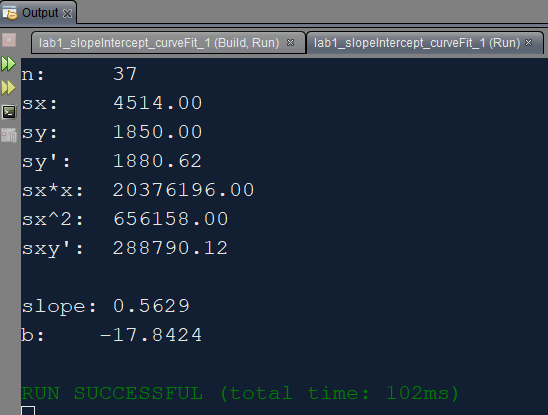 Output ×
lab1_slopeIntercept_curveFit_1 (Build, Run) × lab1_slopeIntercept_curveFit_1 (Run) ×
n: 37
sx: 4514.00
sy: 1850.00
sy': 1880.62
sx*x: 20376196.00
sx^2: 656158.00
sxy': 288790.12
slope: 0.5629
b: -17.8424
RUN SUCCESSFUL (total time: 102ms)